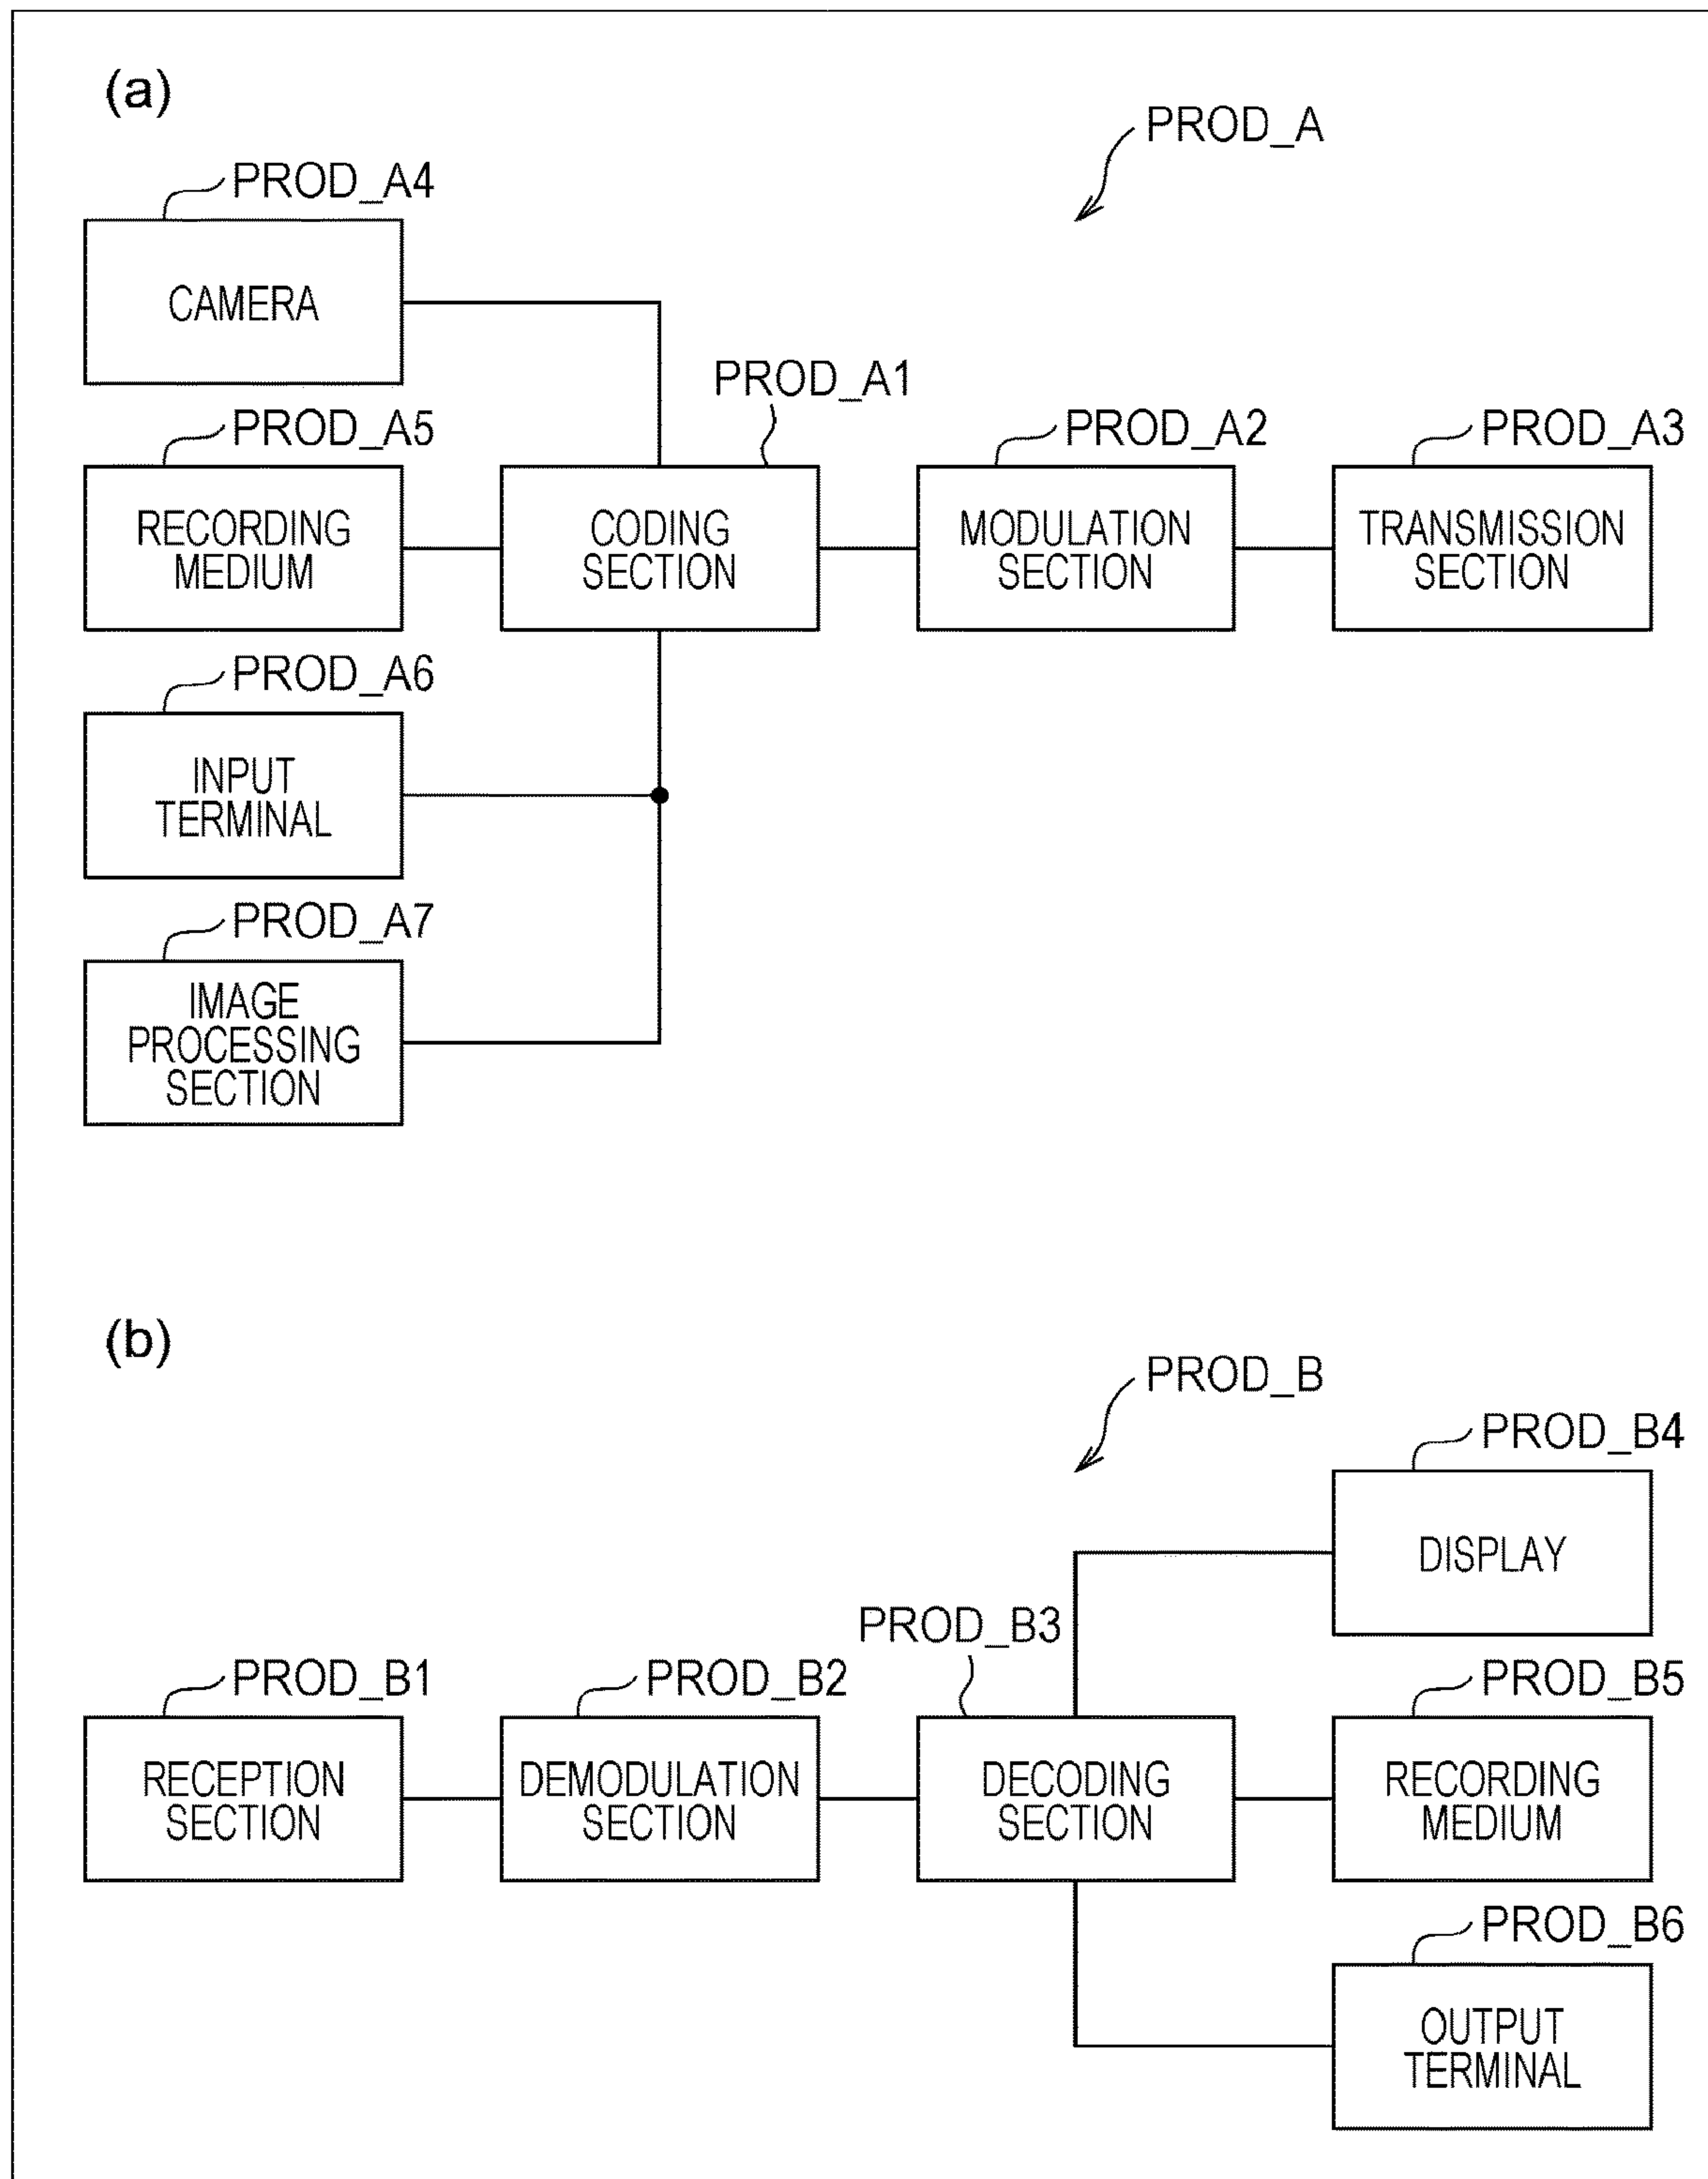 (a)
PROD_A
PROD_A4
CAMERA
PROD_A1
PROD_A5
PROD_A2
PROD_A3
RECORDING
MEDIUM
CODING
SECTION
MODULATION
SECTION
TRANSMISSION
SECTION
PROD_A6
INPUT
TERMINAL
PROD_A7
IMAGE
PROCESSING
SECTION
(b)
PROD_B
PROD_B4
DISPLAY
PROD_B3
PROD_B1
PROD_B2
PROD_B5
RECEPTION
SECTION
DEMODULATION
SECTION
DECODING
SECTION
RECORDING
MEDIUM
PROD_B6
OUTPUT
TERMINAL